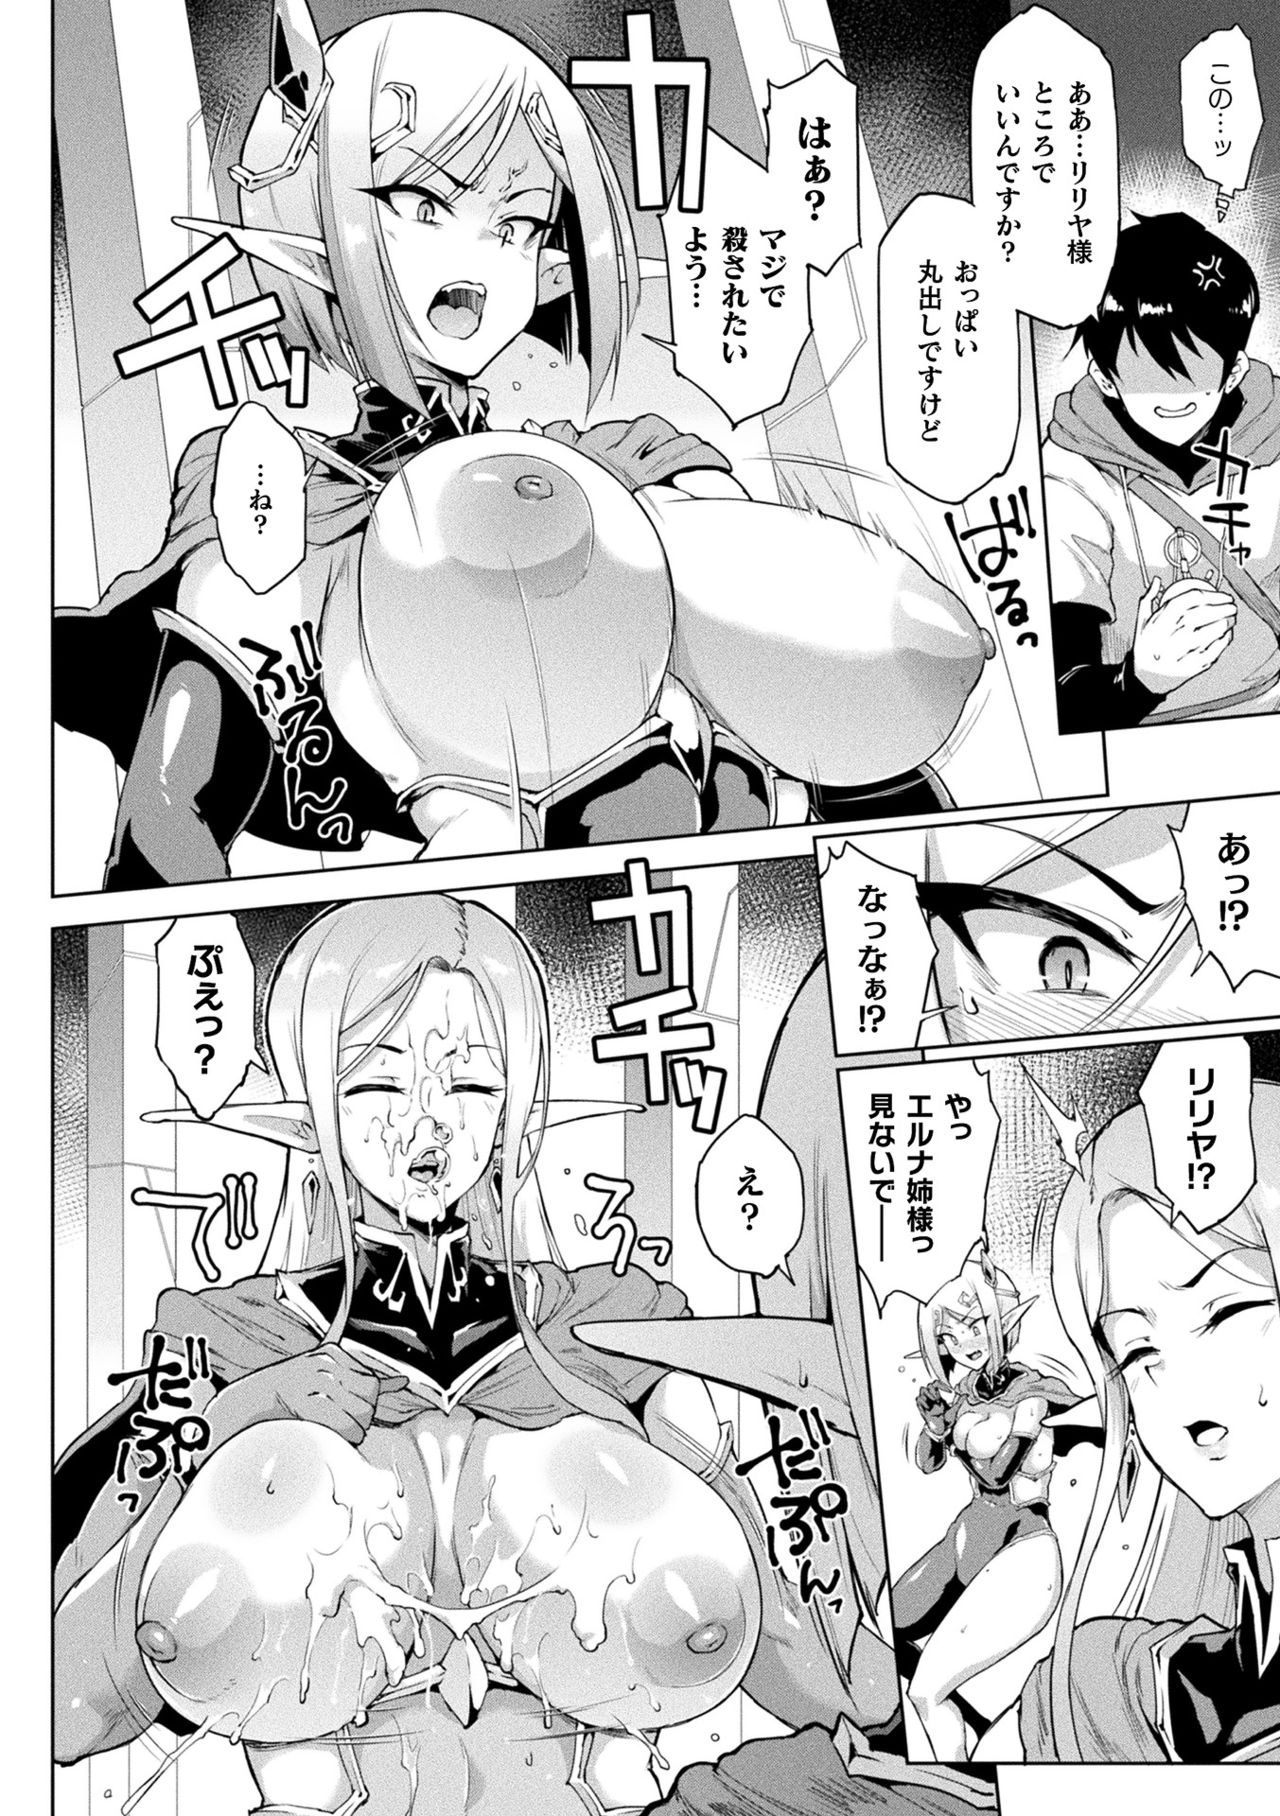 この…ッ
ああ…リリヤ様
ところで
いいんですか？
おっぱい
丸出しですけど
カチャ
はぁ？
マジで
殺されたい
よう…
…ね？
カ
チ
ッ
ばるっ
ぶるんっ
あっ!?
なっなぁ!?
リリヤ!?
やっ
エルナ姉様っ
見ないで──
カチッ
え？
ぷぇっ？
でろっ
だぷっ
だぷんっ